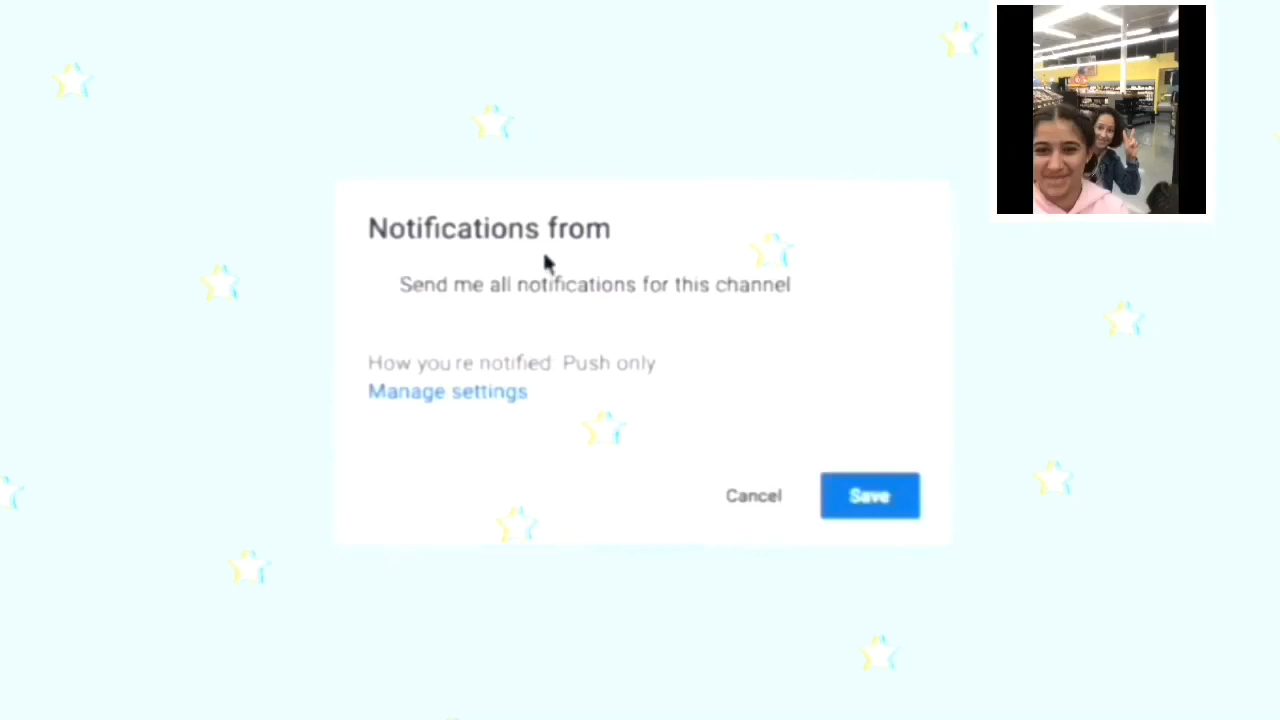 Notifications from
Send me all notifications for this channel
How you're notified: Push only
Manage settings
Cancel
Save